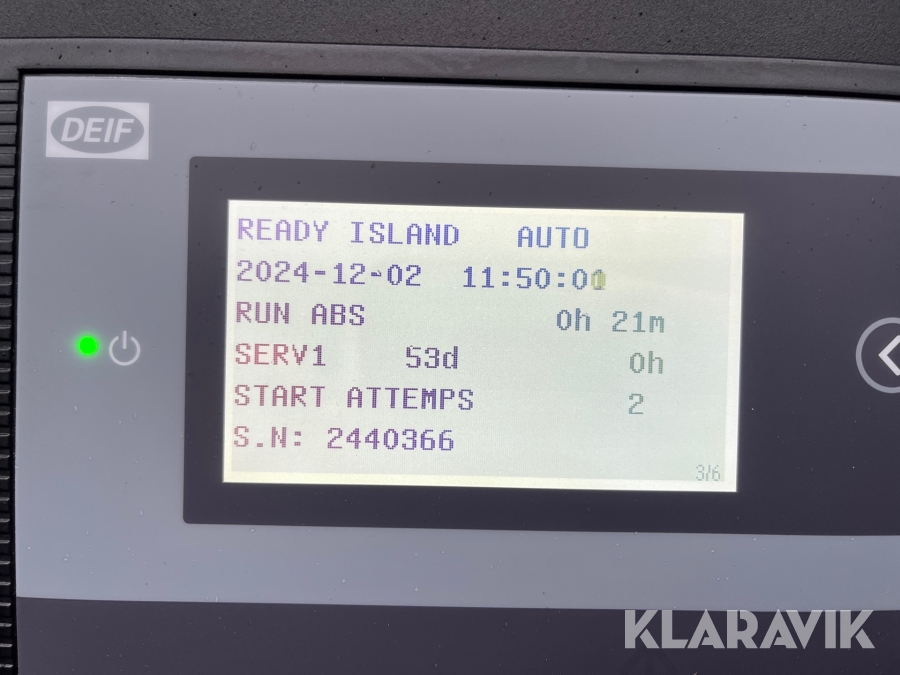 DEIF
READY ISLAND AUTO
2024-12-02 11:50:00
RUN ABS 0h 21m
SERV1 53d 0h
START ATTEMPS 2
S.N: 2440366
3/6
KLARAVIK